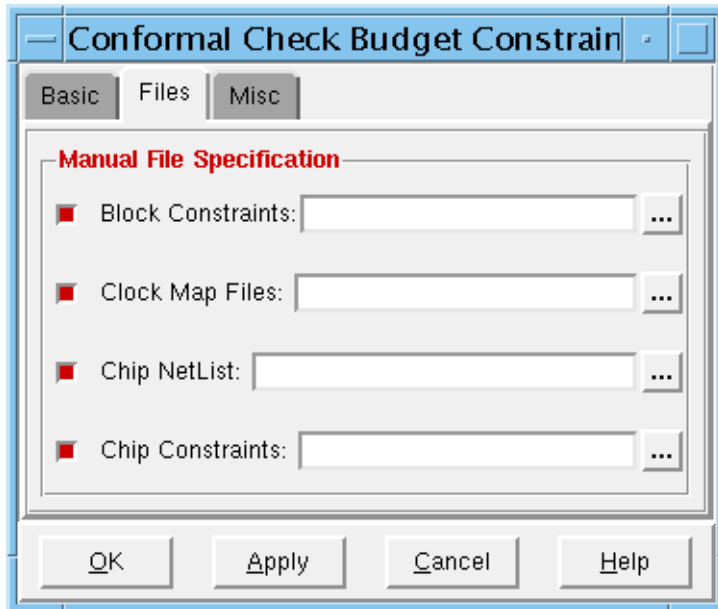 Conformal Check Budget Constrain
Basic Files Misc
Manual File Specification
Block Constraints: ...
Clock Map Files: ...
Chip NetList: ...
Chip Constraints: ...
OK Apply Cancel Help